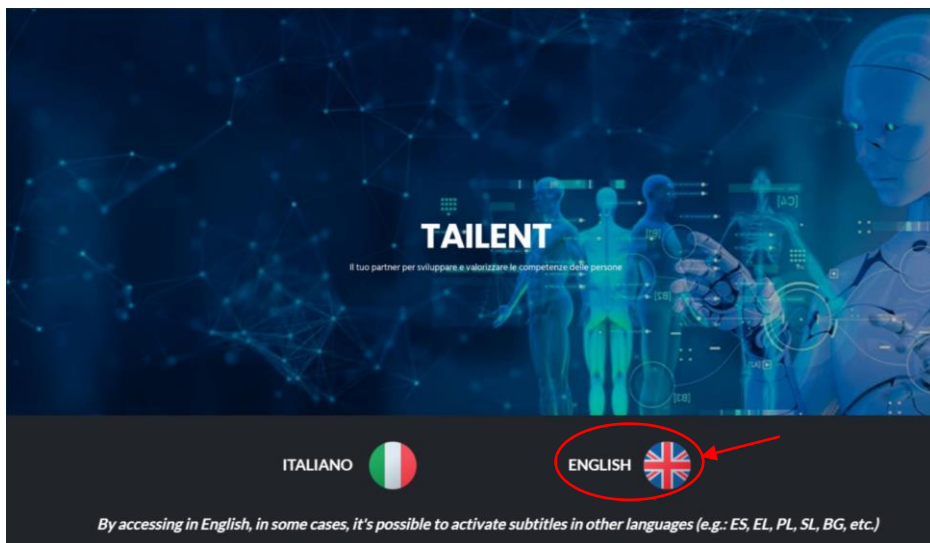 [C4]
TAILENT
Il tuo partner per sviluppare e valorizzare le competenze delle persone
ITALIANO
ENGLISH
By accessing in English, in some cases, it's possible to activate subtitles in other languages (e.g.: ES, EL, PL, SL, BG, etc.)